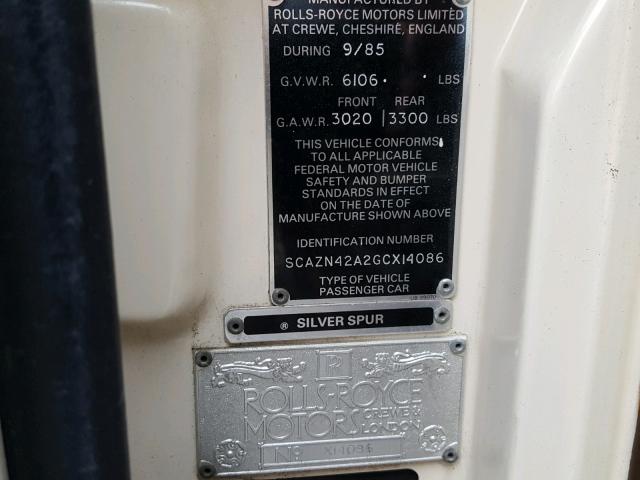 MANUFACTURED BY
ROLLS-ROYCE MOTORS LIMITED
AT CREWE, CHESHIRE, ENGLAND
DURING 9/85
G.V.W.R. 6106 LBS
FRONT REAR
G.A.W.R. 3020 3300 LBS
THIS VEHICLE CONFORMS
TO ALL APPLICABLE
FEDERAL MOTOR VEHICLE
SAFETY AND BUMPER
STANDARDS IN EFFECT
ON THE DATE OF
MANUFACTURE SHOWN ABOVE
IDENTIFICATION NUMBER
SCAZN42A2GCX14086
TYPE OF VEHICLE
PASSENGER CAR
® SILVER SPUR
ROLLS-ROYCE
MOTORS CREWE &
LONDON
No